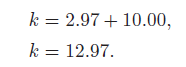 k = 2.97 + 10.00,
k = 12.97.